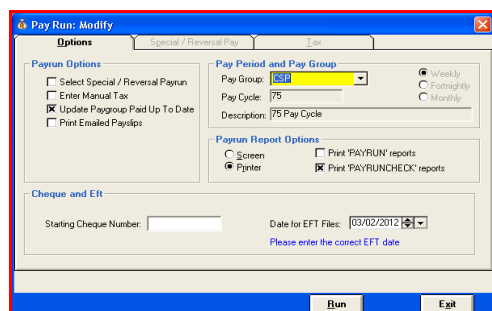 Pay Run: Modify
Options
Special / Reversal Pay
Tax
Payrun Options
Select Special / Reversal Payrun
Enter Manual Tax
Update Paygroup Paid Up To Date
Print Emailed Payslips
Pay Period and Pay Group
Pay Group: CSP
Pay Cycle: 75
Description: 75 Pay Cycle
Weekly
Fortnightly
Monthly
Payrun Report Options
Screen
Printer
Print 'PAYRUN' reports
Print 'PAYRUNCHECK' reports
Cheque and Eft
Starting Cheque Number:
Date for EFT Files: 03/02/2012
Please enter the correct EFT date
Run
Exit